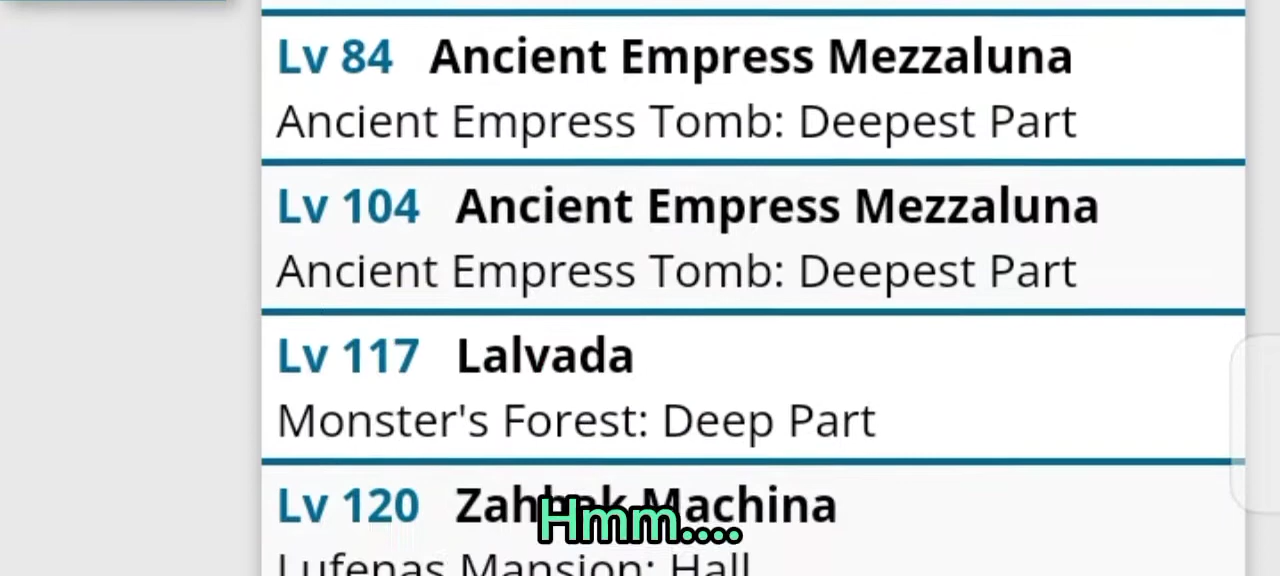 Lv 84 Ancient Empress Mezzaluna
Ancient Empress Tomb: Deepest Part
Lv 104 Ancient Empress Mezzaluna
Ancient Empress Tomb: Deepest Part
Lv 117 Lalvada
Monster's Forest: Deep Part
Lv 120 Zahhak Machina
Hmm....
Lufenas Mansion: Hall